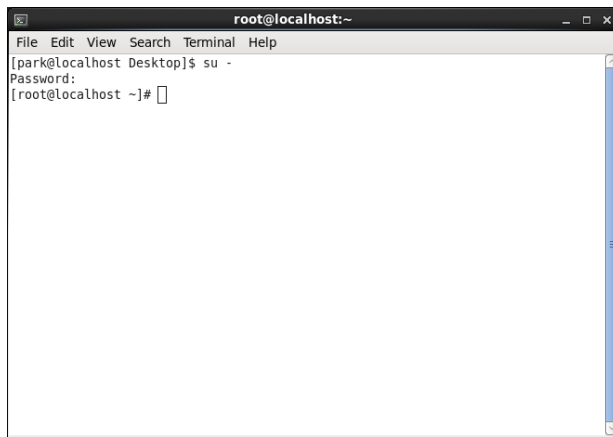 root@localhost:~
File Edit View Search Terminal Help
[park@localhost Desktop]$ su -
Password:
[root@localhost ~]#